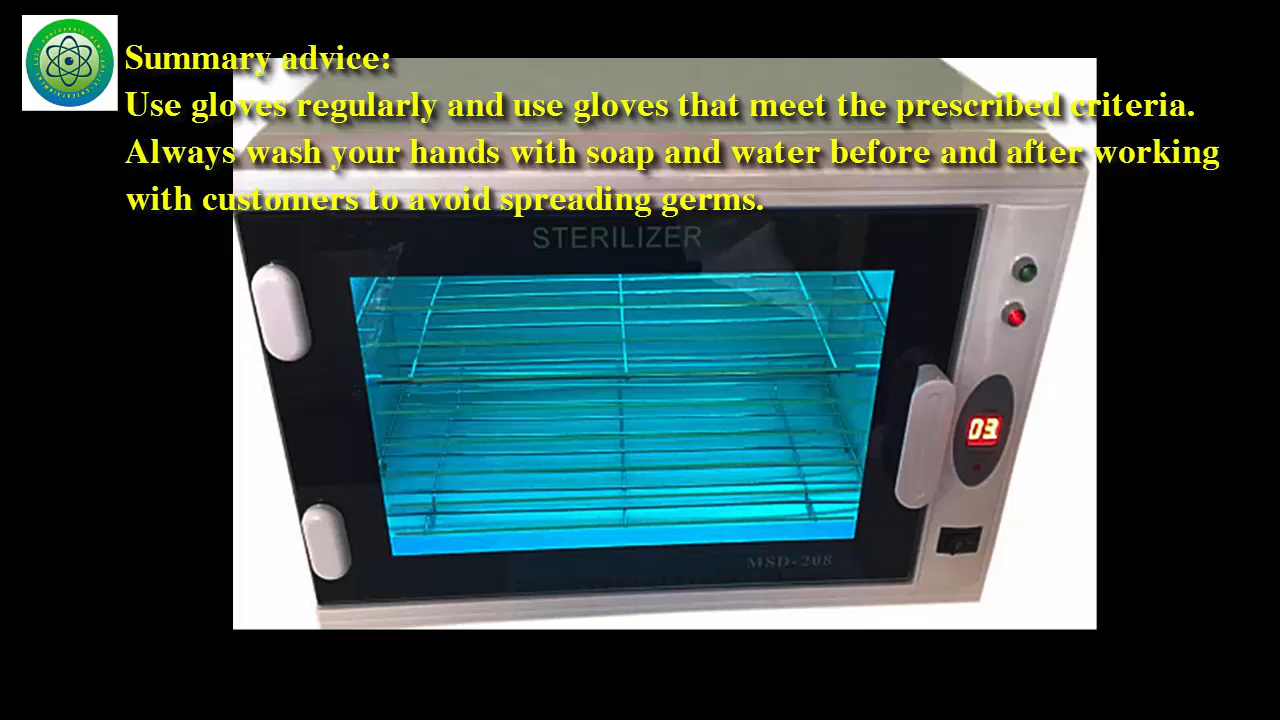 Summary advice:
Use gloves regularly and use gloves that meet the prescribed criteria.
Always wash your hands with soap and water before and after working
with customers to avoid spreading germs.
STERILIZER
03
MSD-208